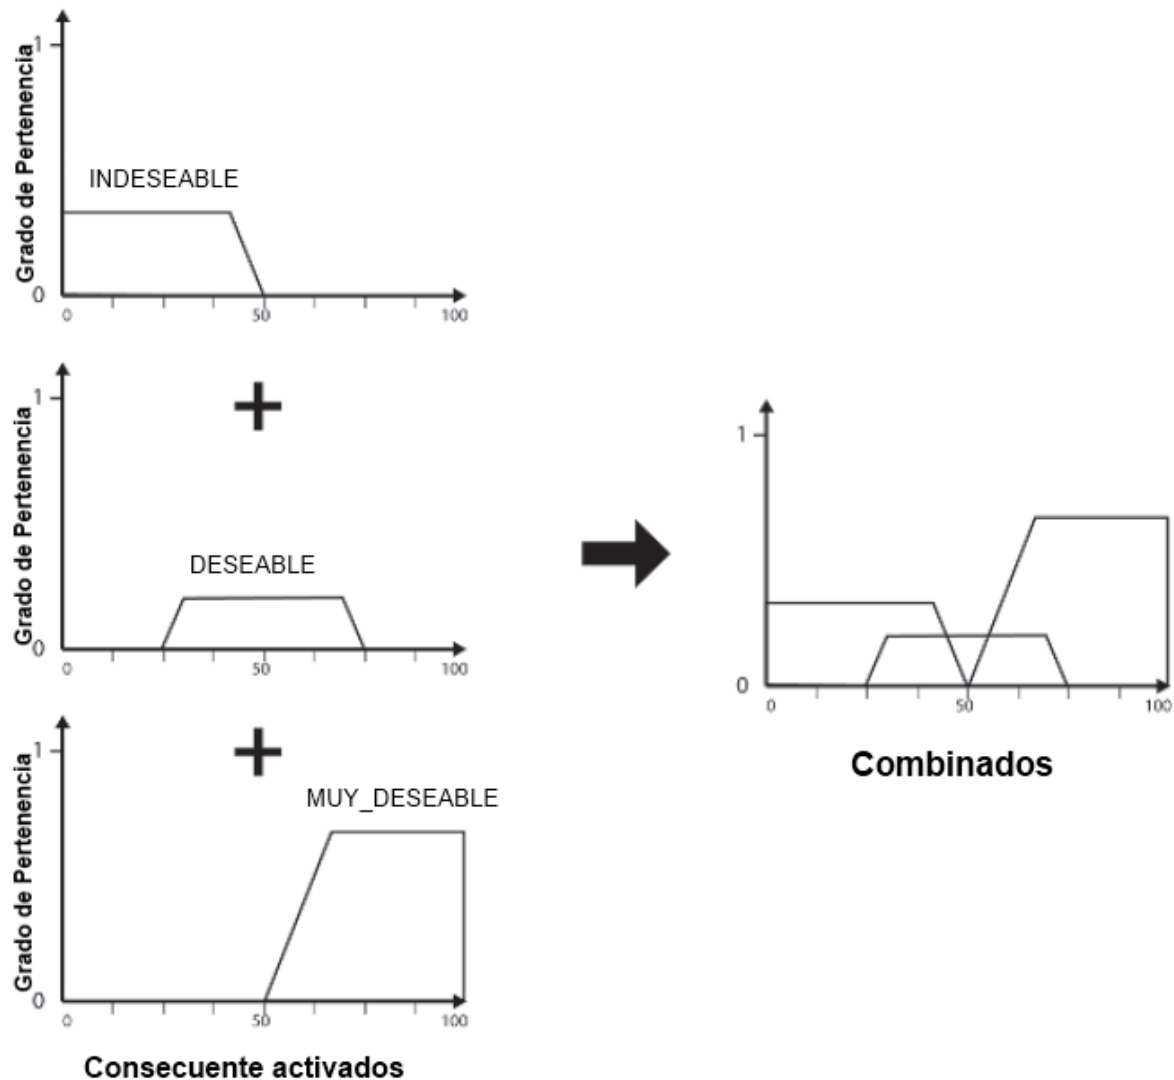 1
Grado de Pertenencia
INDESEABLE
0
0 50 100
1
Grado de Pertenencia
+
DESEABLE
0
0 50 100
1
Grado de Pertenencia
+
MUY_DESEABLE
0
0 50 100
Consecuente activados
1
0
0 50 100
Combinados